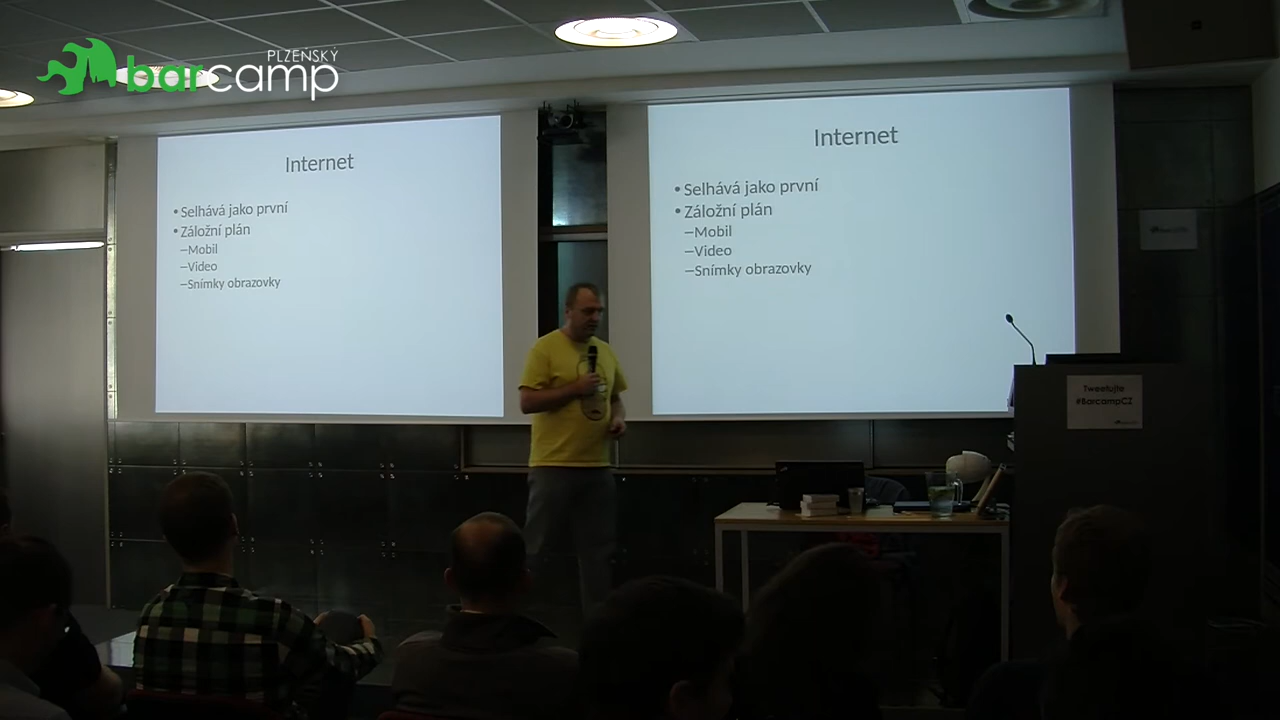 PLZEŇSKÝ
barcamp
Internet
• Selhává jako první
• Záložní plán
–Mobil
–Video
–Snímky obrazovky
Internet
• Selhává jako první
• Záložní plán
–Mobil
–Video
–Snímky obrazovky
Tweetujte
#BarcampCZ